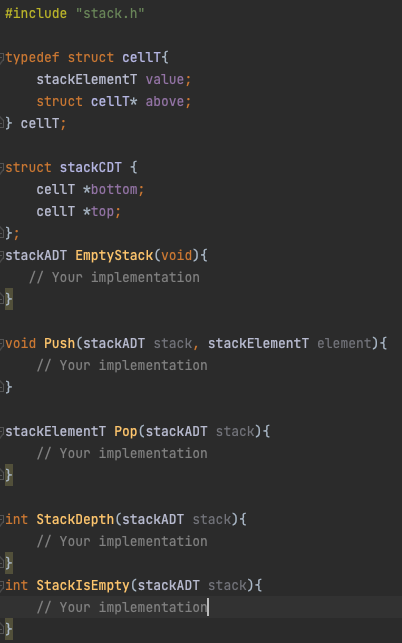 #include "stack.h"
typedef struct cellT{
stackElementT value;
struct cellT* above;
} cellT;
struct stackCDT {
cellT *bottom;
cellT *top;
};
stackADT EmptyStack(void){
// Your implementation
}
void Push(stackADT stack, stackElementT element){
// Your implementation
}
stackElementT Pop(stackADT stack){
// Your implementation
}
int StackDepth(stackADT stack){
// Your implementation
}
int StackIsEmpty(stackADT stack){
// Your implementation
}